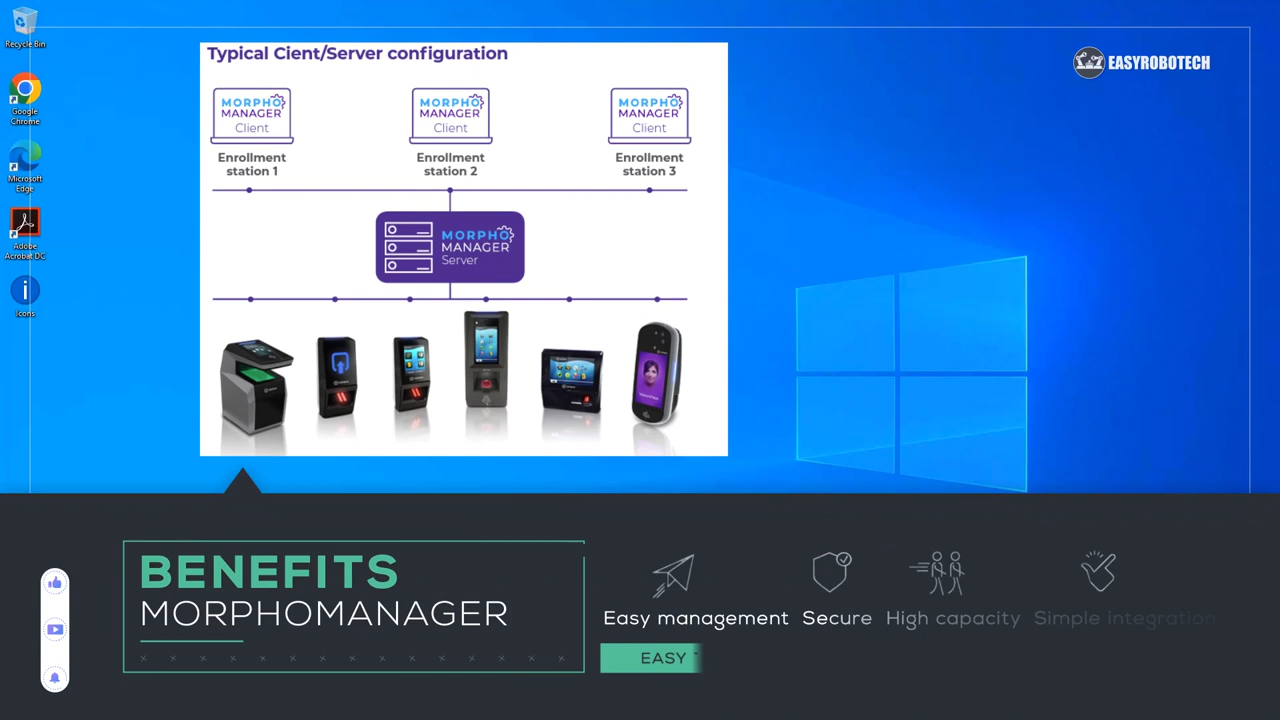 Recycle Bin
Google
Chrome
Microsoft
Edge
Adobe
Acrobat DC
Icons
Typical Cient/Server configuration
MORPHO
MANAGER
Client
MORPHO
MANAGER
Client
MORPHO
MANAGER
Client
Enrollment
station 1
Enrollment
station 2
Enrollment
station 3
MORPHO
MANAGER
Server
EASYROBOTECH
BENEFITS
MORPHOMANAGER
Easy management
Secure
High capacity
Simple integration
EASY